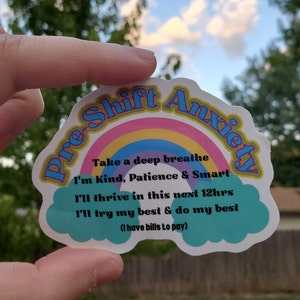 Pre-Shift Anxiety
Take a deep breathe
I'm Kind, Patience & Smart
I'll thrive in this next 12hrs
I'll try my best & do my best
(I have bills to pay)